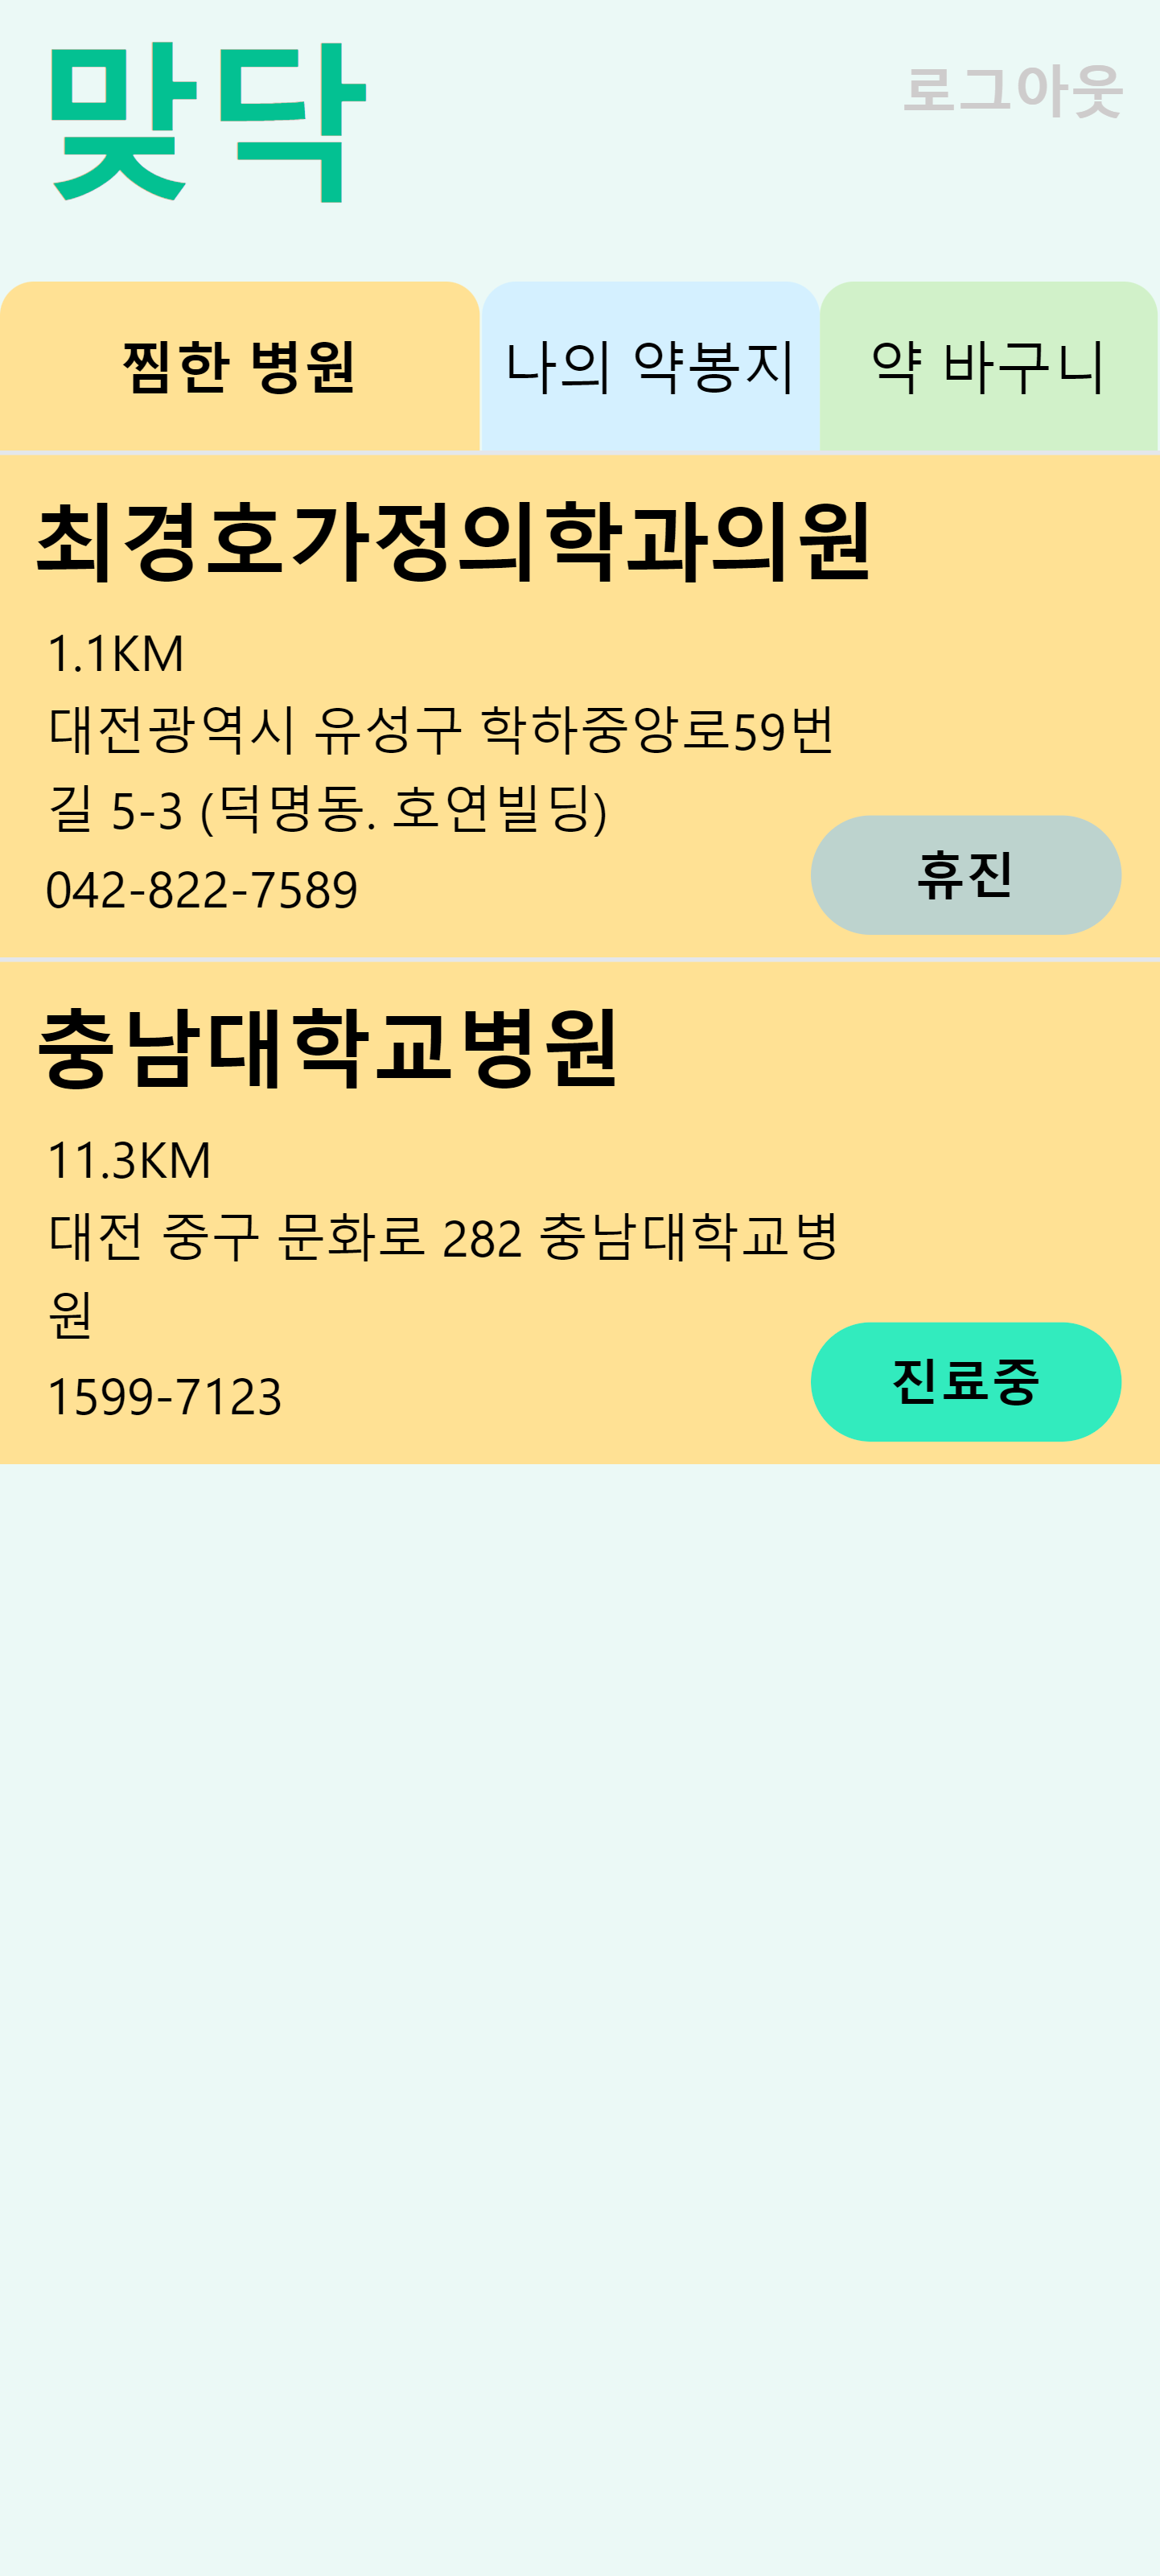 맞닥
로그아웃
찜한 병원
나의 약봉지
약 바구니
최경호가정의학과의원
1.1KM
대전광역시 유성구 학하중앙로59번
길 5-3 (덕명동. 호연빌딩)
042-822-7589
휴진
충남대학교병원
11.3KM
대전 중구 문화로 282 충남대학교병
원
1599-7123
진료중